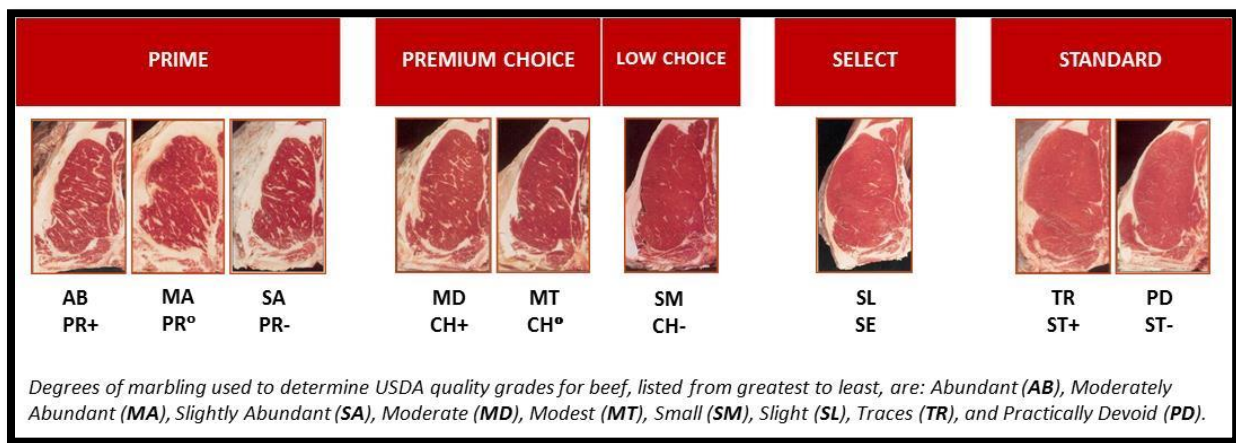 PRIME
PREMIUM CHOICE
LOW CHOICE
SELECT
STANDARD
AB
PR+
MA
PRº
SA
PR-
MD
CH+
MT
CHº
SM
CH-
SL
SE
TR
ST+
PD
ST-
Degrees of marbling used to determine USDA quality grades for beef, listed from greatest to least, are: Abundant (AB), Moderately
Abundant (MA), Slightly Abundant (SA), Moderate (MD), Modest (MT), Small (SM), Slight (SL), Traces (TR), and Practically Devoid (PD).